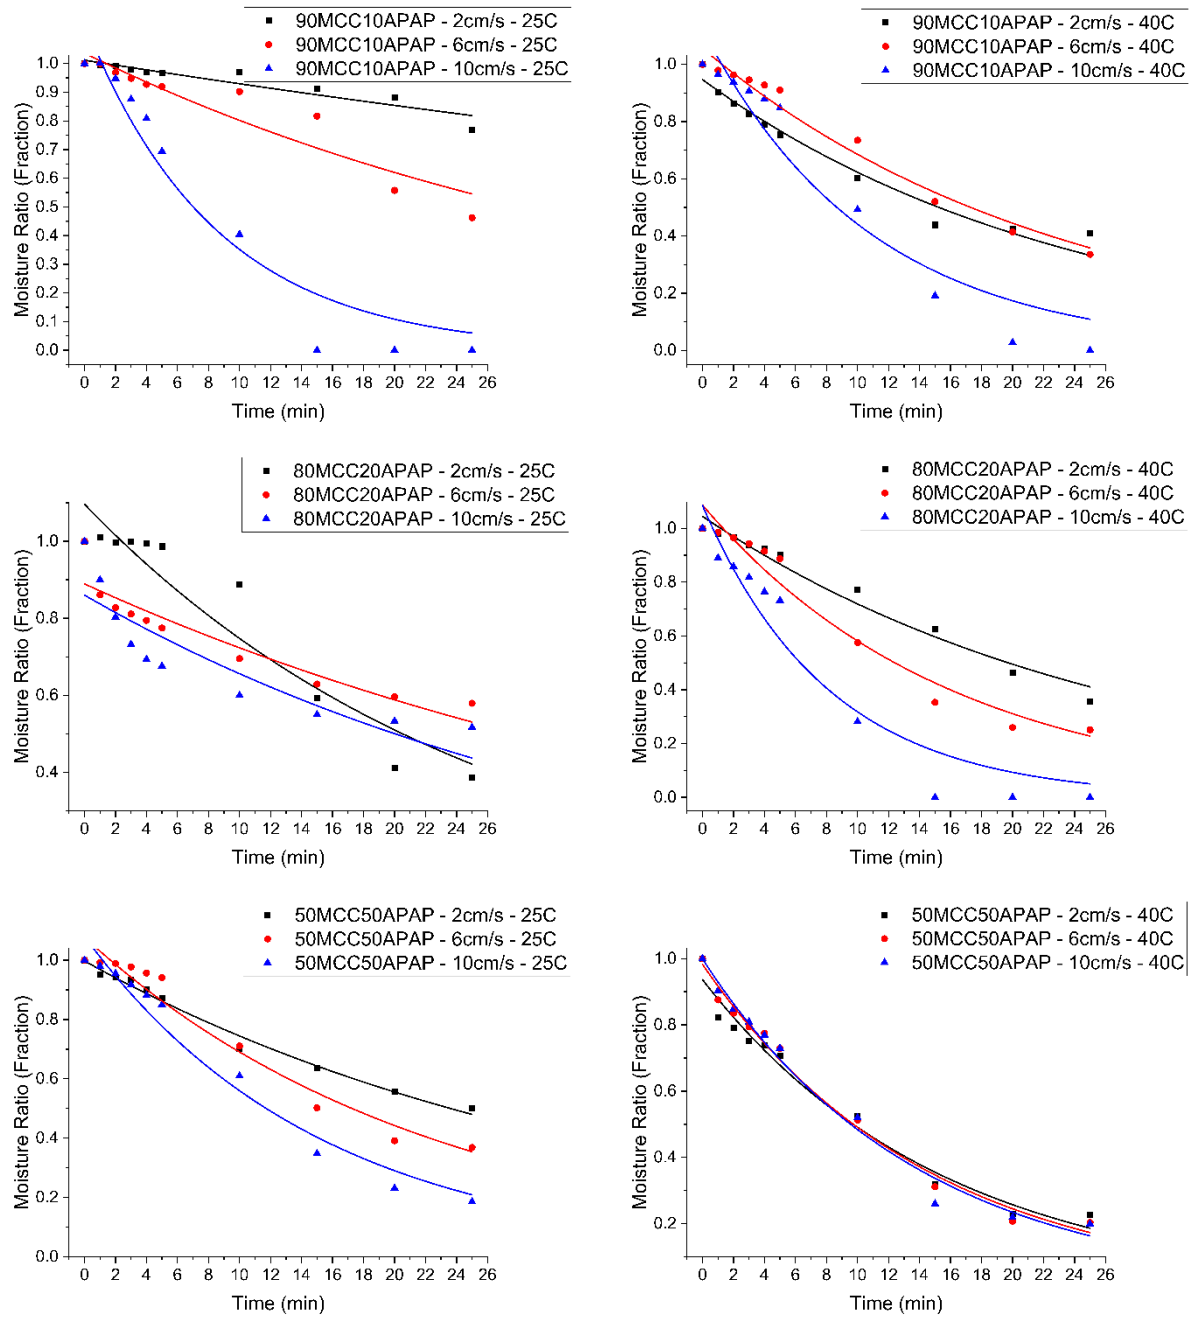 90MCC10APAP - 2cm/s - 25C
90MCC10APAP - 6cm/s - 25C
90MCC10APAP - 10cm/s - 25C
1.0
0.9
0.8
0.7
0.6
0.5
0.4
0.3
0.2
0.1
0.0
Moisture Ratio (Fraction)
0 2 4 6 8 10 12 14 16 18 20 22 24 26
Time (min)
90MCC10APAP - 2cm/s - 40C
90MCC10APAP - 6cm/s - 40C
90MCC10APAP - 10cm/s - 40C
1.0
0.8
0.6
0.4
0.2
0.0
Moisture Ratio (Fraction)
0 2 4 6 8 10 12 14 16 18 20 22 24 26
Time (min)
80MCC20APAP - 2cm/s - 25C
80MCC20APAP - 6cm/s - 25C
80MCC20APAP - 10cm/s - 25C
1.0
0.8
0.6
0.4
Moisture Ratio (Fraction)
0 2 4 6 8 10 12 14 16 18 20 22 24 26
Time (min)
80MCC20APAP - 2cm/s - 40C
80MCC20APAP - 6cm/s - 40C
80MCC20APAP - 10cm/s - 40C
1.0
0.8
0.6
0.4
0.2
0.0
Moisture Ratio (Fraction)
0 2 4 6 8 10 12 14 16 18 20 22 24 26
Time (min)
50MCC50APAP - 2cm/s - 25C
50MCC50APAP - 6cm/s - 25C
50MCC50APAP - 10cm/s - 25C
1.0
0.8
0.6
0.4
0.2
0.0
Moisture Ratio (Fraction)
0 2 4 6 8 10 12 14 16 18 20 22 24 26
Time (min)
50MCC50APAP - 2cm/s - 40C
50MCC50APAP - 6cm/s - 40C
50MCC50APAP - 10cm/s - 40C
1.0
0.8
0.6
0.4
0.2
Moisture Ratio (Fraction)
0 2 4 6 8 10 12 14 16 18 20 22 24 26
Time (min)